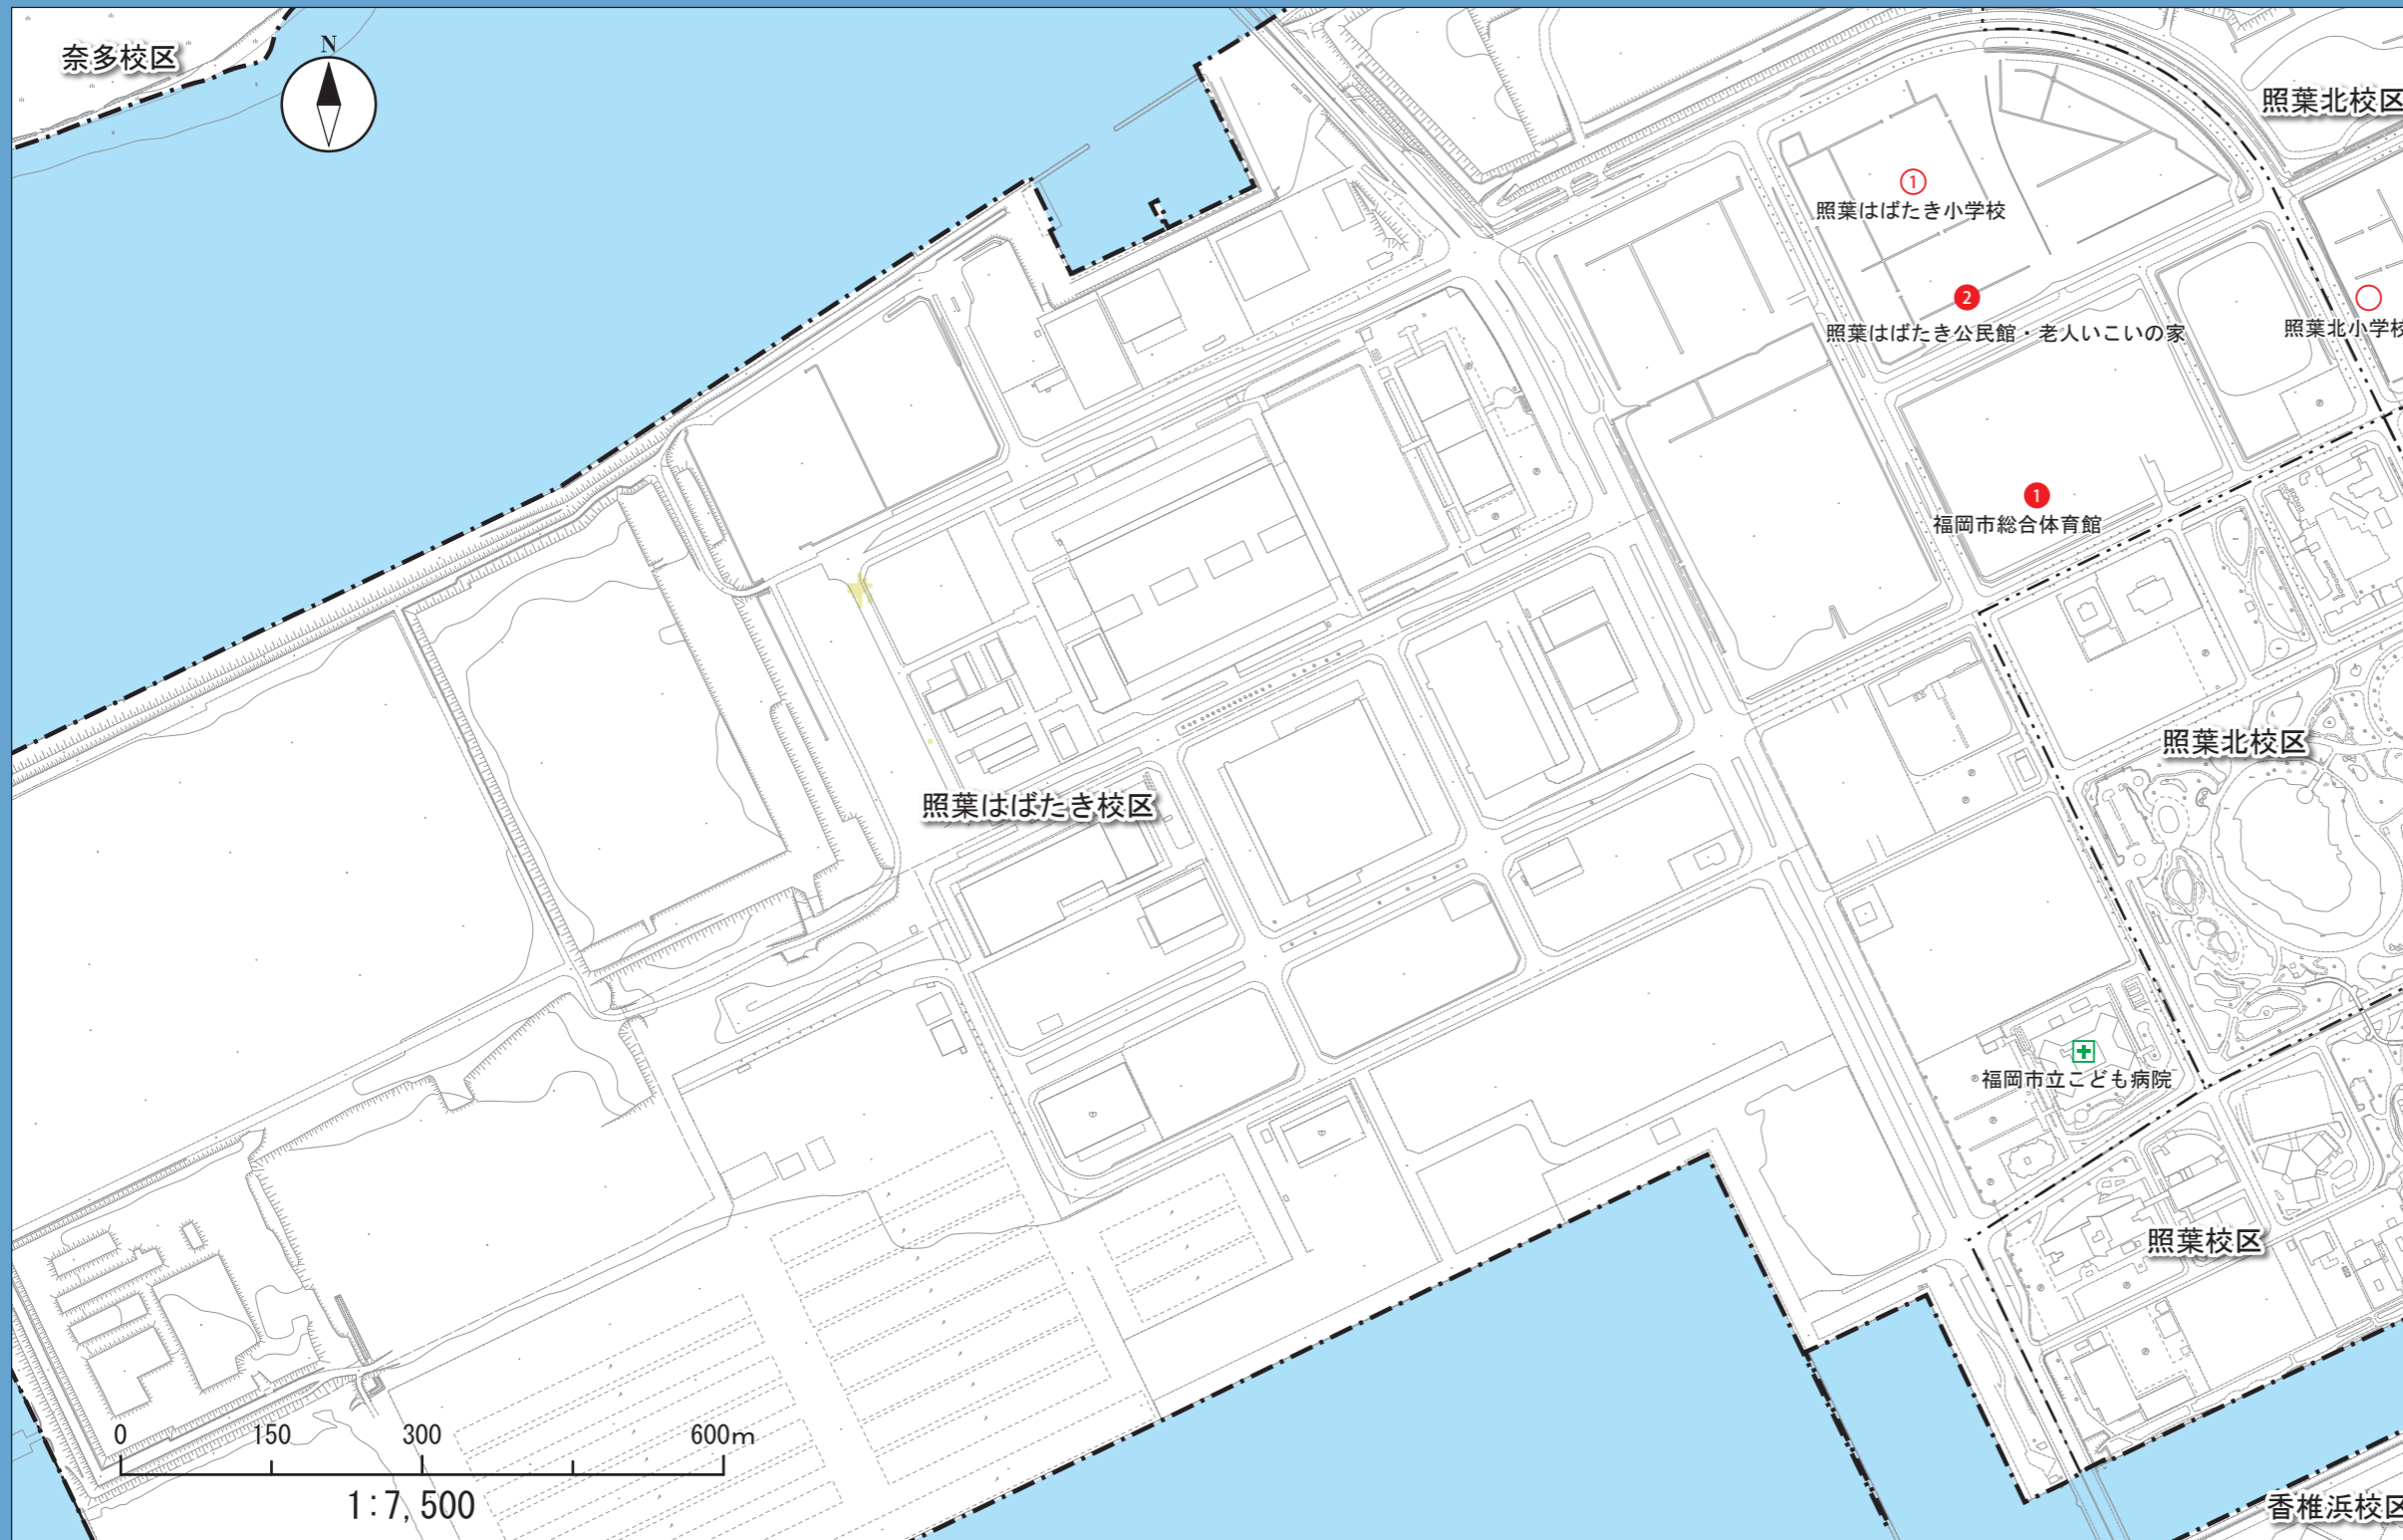 奈多校区
N
照葉北校区
1
照葉はばたき小学校
2
照葉はばたき公民館・老人いこいの家
照葉北小学校
1
福岡市総合体育館
照葉北校区
照葉はばたき校区
福岡市立こども病院
照葉校区
0 150 300 600m
1:7,500
香椎浜校区